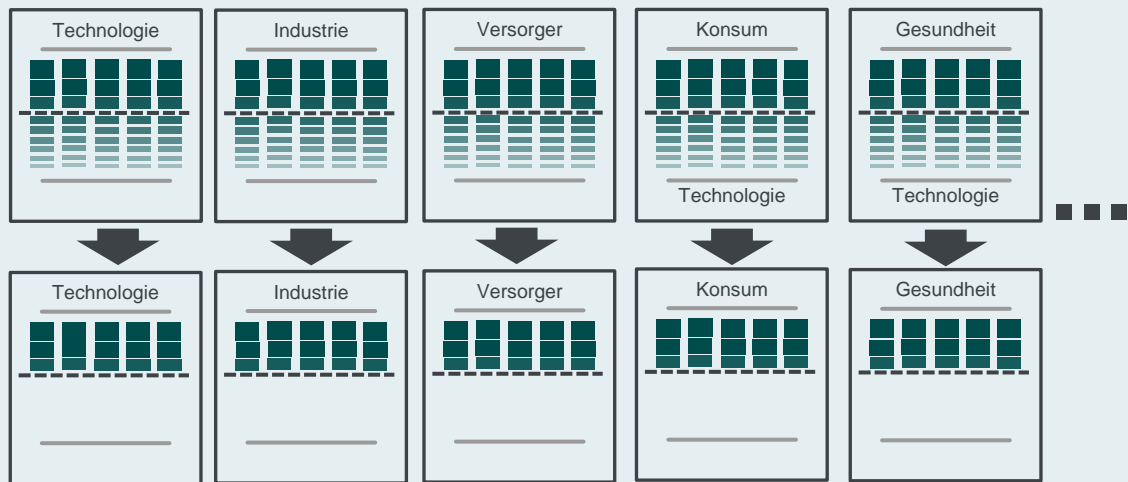 Technologie
Industrie
Versorger
Konsum
Gesundheit
Technologie
Technologie
Technologie
Industrie
Versorger
Konsum
Gesundheit